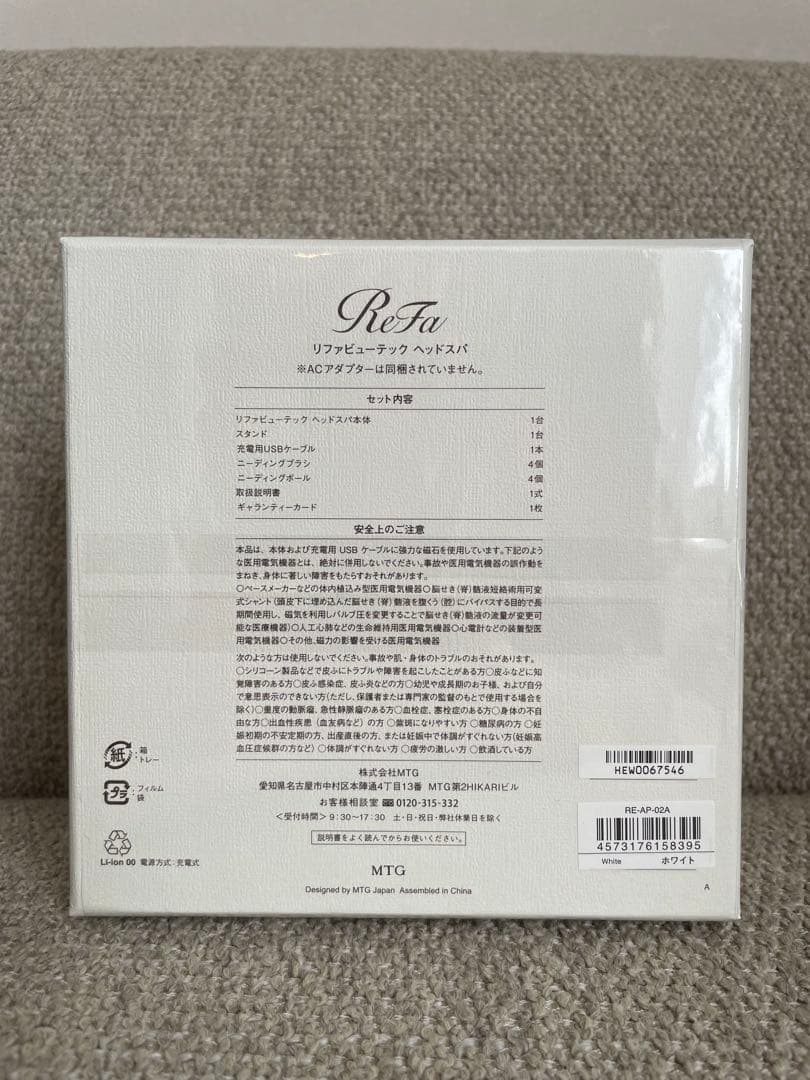 ReFa
リファビューテック ヘッドスパ
※ACアダプターは同梱されていません。
セット内容
リファビューテック ヘッドスパ本体 1台
スタンド 1台
充電用USBケーブル 1本
ニーディングブラシ 4個
ニーディングボール 4個
取扱説明書 1式
ギャランティーカード 1枚
安全上のご注意
本品は、本体および充電用 USB ケーブルに強力な磁石を使用しています。下記のよう
な医用電気機器とは、絶対に併用しないでください。事故や医用電気機器の誤作動を
まねき、身体に著しい障害をもたらすおそれがあります。
○ペースメーカーなどの体内植込み型医用電気機器○脳せき(脊)髄液短絡術用可変
式シャント(頭皮下に埋め込んだ脳せき(脊)髄液を腹くう(腔)にバイパスする目的で長
期間使用し、磁気を利用しバルブ圧を変更することで脳せき(脊)髄液の流量が変更可
能な医療機器)○人工心肺などの生命維持用医用電気機器○心電計などの装着型医
用電気機器○その他、磁力の影響を受ける医用電気機器
次のような方は使用しないでください。事故や肌・身体のトラブルのおそれがあります。
○シリコーン製品などで皮ふにトラブルや障害を起こしたことがある方○皮ふなどに知
覚障害のある方○皮ふ感染症、皮ふ炎などの方○幼児や成長期のお子様、および自分
で意思表示のできない方(ただし、保護者または専門家の監督のもとで使用する場合を
除く)○重度の動脈瘤、急性静脈瘤のある方○血栓症、塞栓症のある方○身体の不自
由な方○出血性疾患(血友病など)の方○紫斑になりやすい方○糖尿病の方○妊
娠初期の不安定期の方、出産直後の方、または妊娠中で体調がすぐれない方(妊娠高
血圧症候群の方など)○体調がすぐれない方○疲労の激しい方○飲酒している方
株式会社MTG
愛知県名古屋市中村区本陣通4丁目13番 MTG第2HIKARIビル
お客様相談室 0120-315-332
<受付時間> 9:30〜17:30 土・日・祝日・弊社休業日を除く
説明書をよく読んでからお使いください。
MTG
Designed by MTG Japan Assembled in China
紙 :箱
・トレー
プラ :フィルム
袋
Li-ion 00 電源方式:充電式
HEW0067546
RE-AP-02A
4573176158395
White ホワイト
A